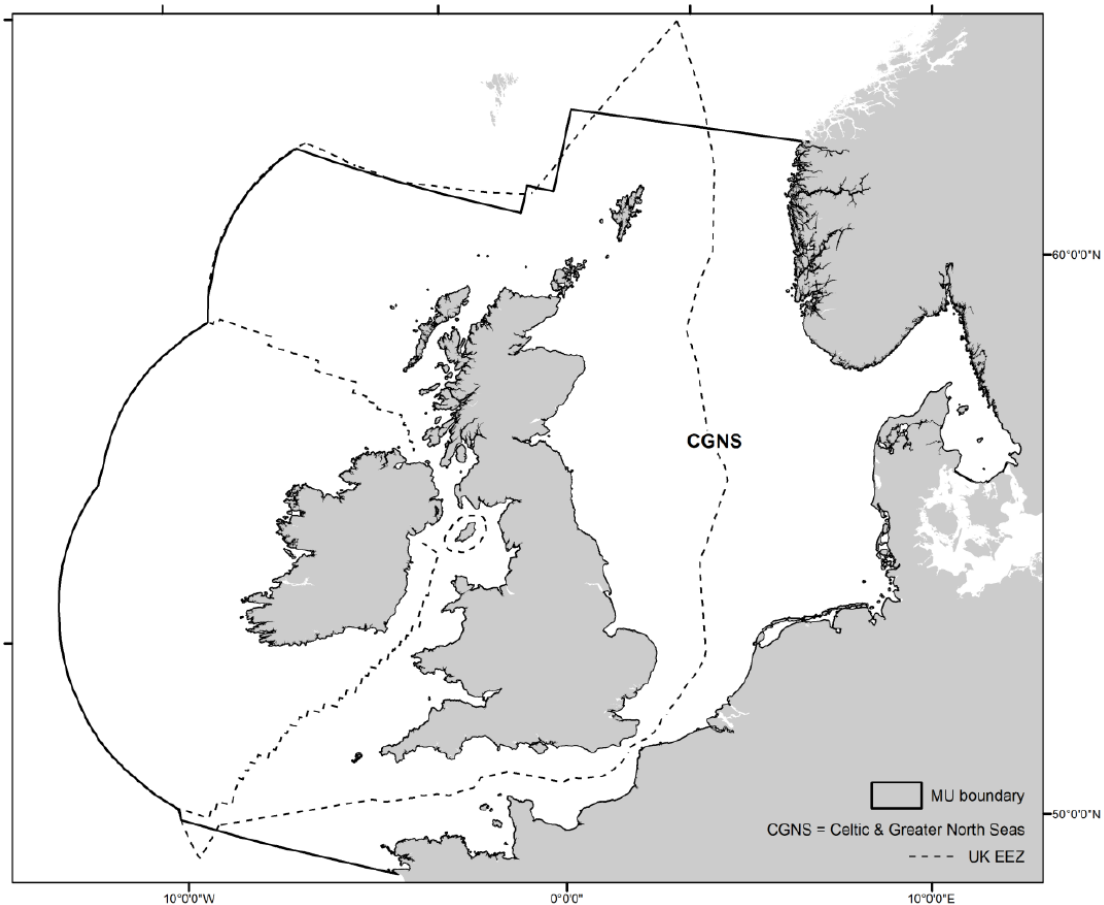 60°0'0"N
CGNS
MU boundary
50°0'0"N
CGNS = Celtic & Greater North Seas
UK EEZ
10°0'0"W
0°0'0"
10°0'0"E